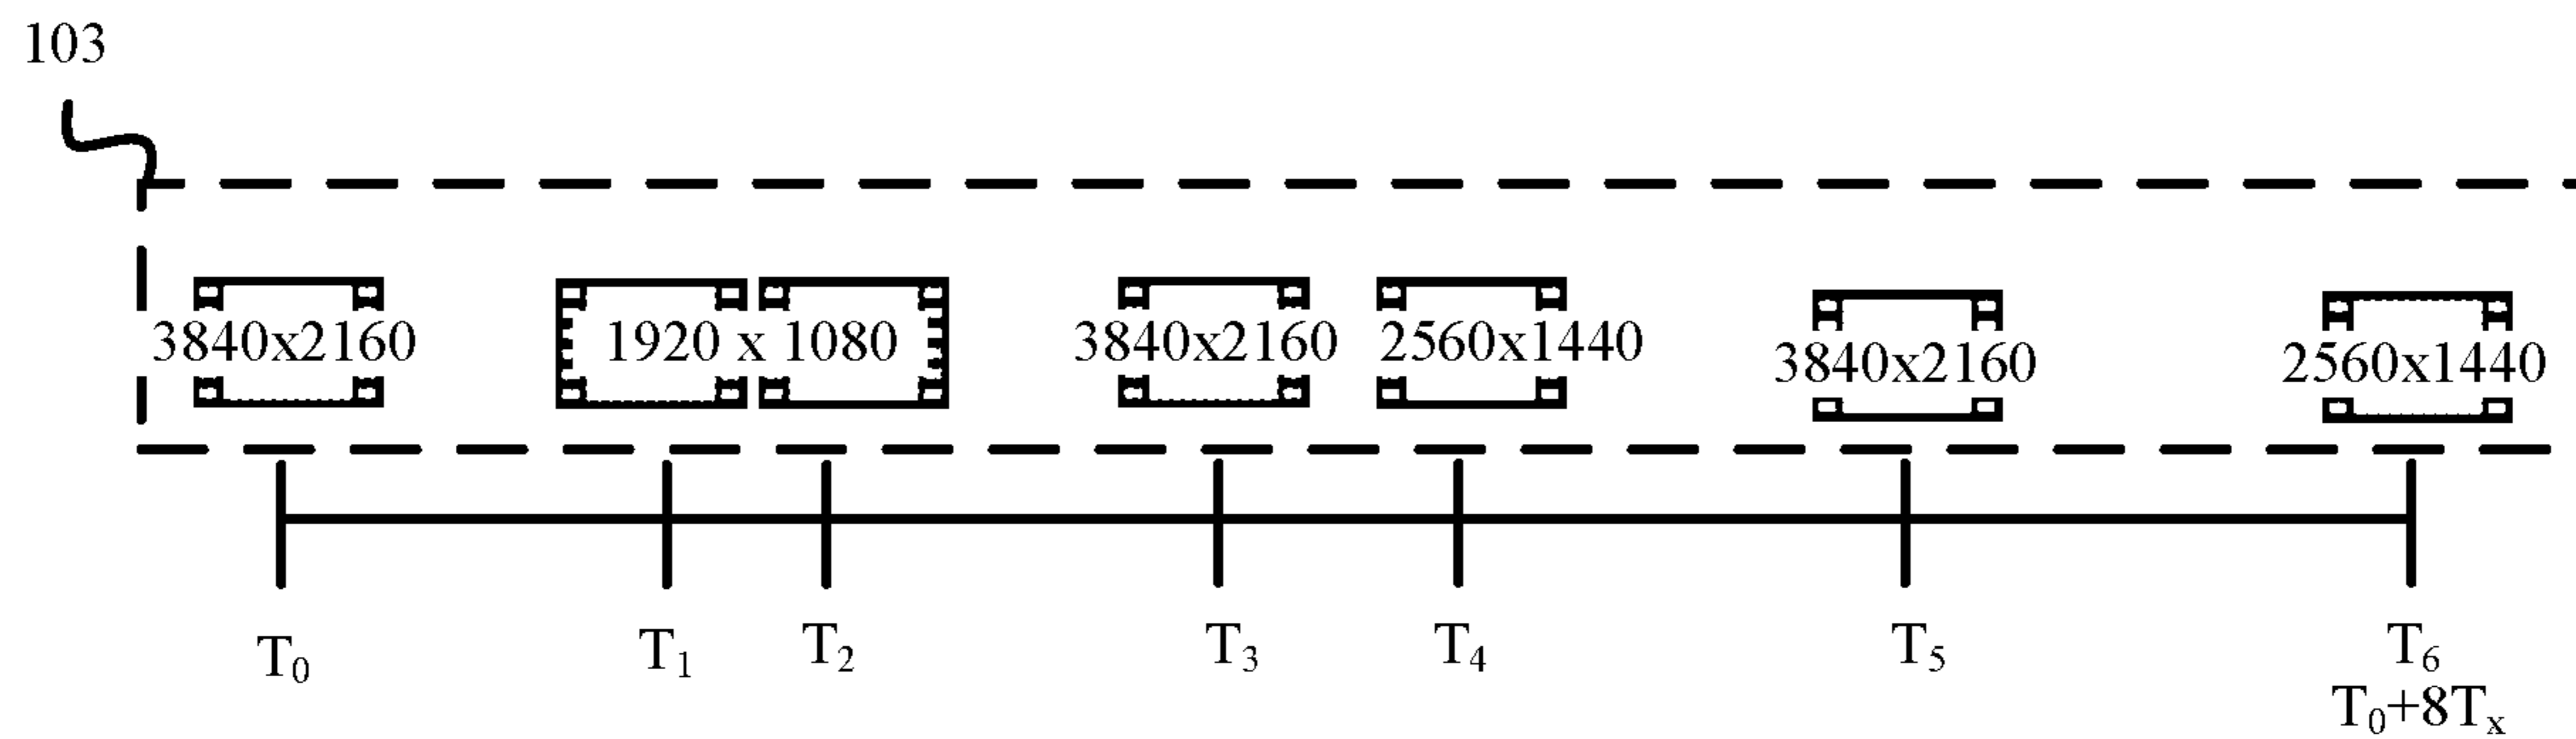 103
3840x2160 1920 x 1080 3840x2160 2560x1440 3840x2160 2560x1440
T₀ T₁ T₂ T₃ T₄ T₅ T₆
T₀+8Tₓ